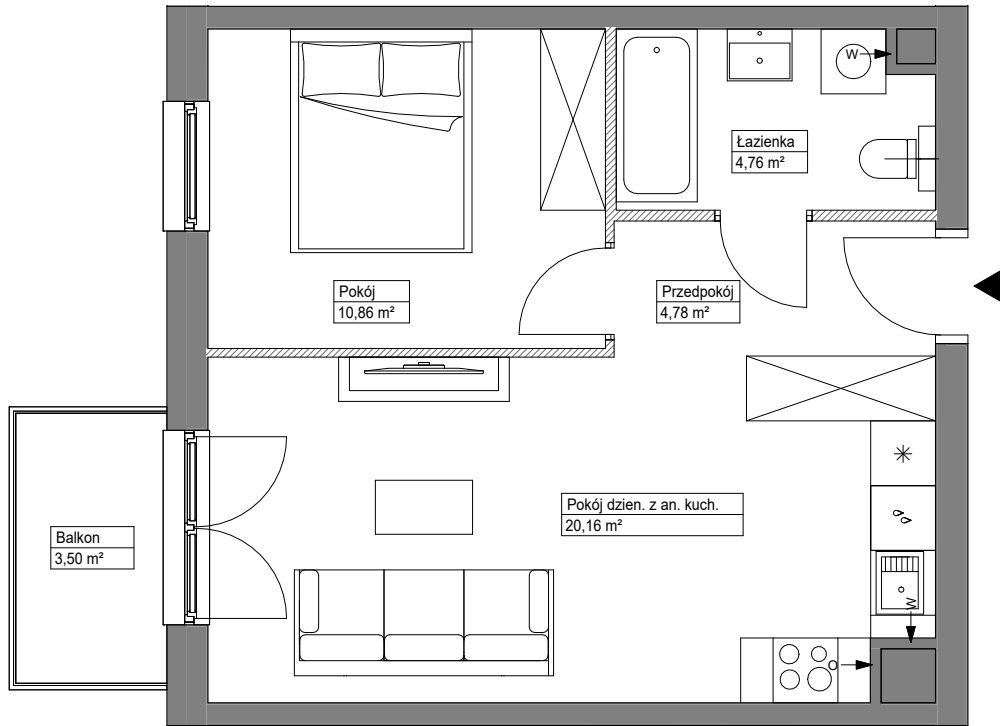 W
Łazienka
4,76 m²
Pokój
10,86 m²
Przedpokój
4,78 m²
Pokój dzien. z an. kuch.
20,16 m²
Balkon
3,50 m²
W
O